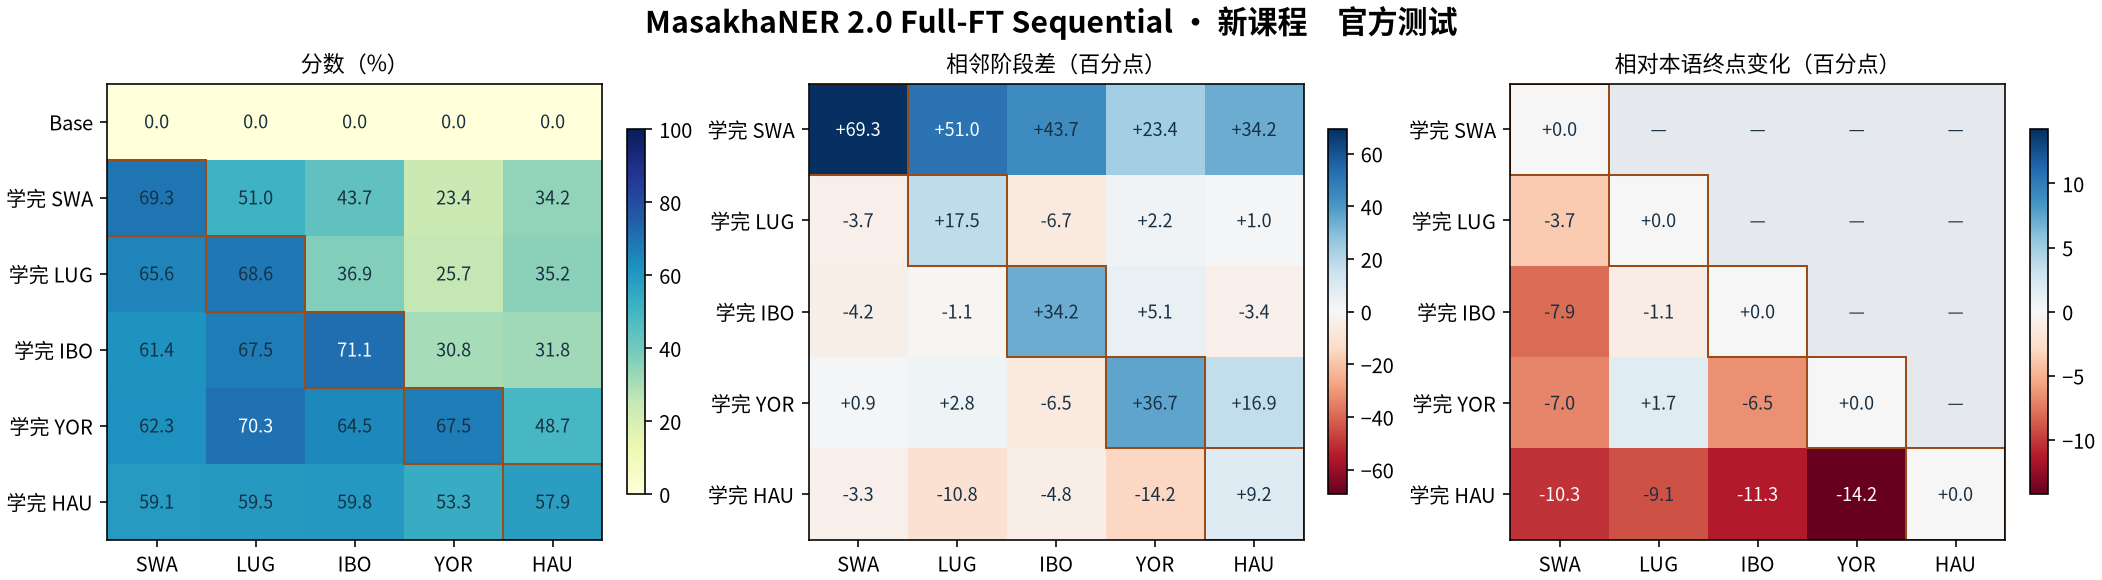 MasakhaNER 2.0 Full-FT Sequential · 新课程　官方测试
分数（%）
Base 0.0 0.0 0.0 0.0 0.0
学完 SWA 69.3 51.0 43.7 23.4 34.2
学完 LUG 65.6 68.6 36.9 25.7 35.2
学完 IBO 61.4 67.5 71.1 30.8 31.8
学完 YOR 62.3 70.3 64.5 67.5 48.7
学完 HAU 59.1 59.5 59.8 53.3 57.9
SWA LUG IBO YOR HAU
100
80
60
40
20
0
相邻阶段差（百分点）
学完 SWA +69.3 +51.0 +43.7 +23.4 +34.2
学完 LUG -3.7 +17.5 -6.7 +2.2 +1.0
学完 IBO -4.2 -1.1 +34.2 +5.1 -3.4
学完 YOR +0.9 +2.8 -6.5 +36.7 +16.9
学完 HAU -3.3 -10.8 -4.8 -14.2 +9.2
SWA LUG IBO YOR HAU
60
40
20
0
−20
−40
−60
相对本语终点变化（百分点）
学完 SWA +0.0 — — — —
学完 LUG -3.7 +0.0 — — —
学完 IBO -7.9 -1.1 +0.0 — —
学完 YOR -7.0 +1.7 -6.5 +0.0 —
学完 HAU -10.3 -9.1 -11.3 -14.2 +0.0
SWA LUG IBO YOR HAU
10
5
0
−5
−10